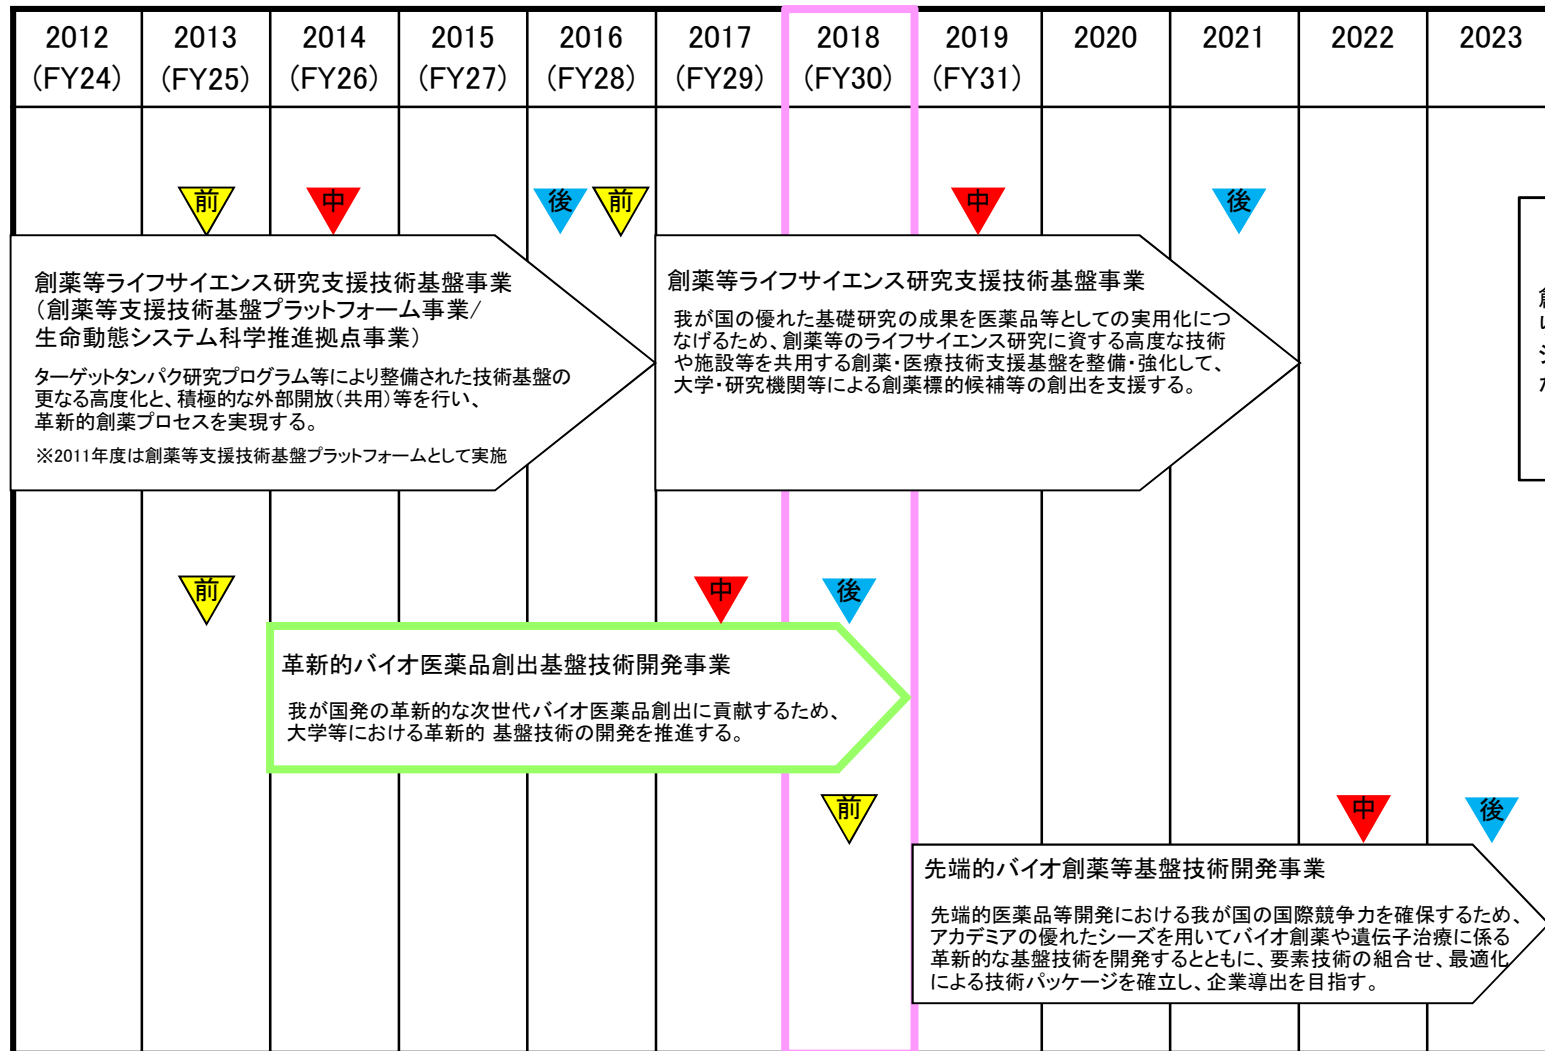 2012 2013 2014 2015 2016 2017 2018 2019 2020 2021 2022 2023
(FY24) (FY25) (FY26) (FY27) (FY28) (FY29) (FY30) (FY31)
前 中 後 前 中 後
創薬等ライフサイエンス研究支援技術基盤事業
(創薬等支援技術基盤プラットフォーム事業/
生命動態システム科学推進拠点事業)
ターゲットタンパク研究プログラム等により整備された技術基盤の
更なる高度化と、積極的な外部開放(共用)等を行い、
革新的創薬プロセスを実現する。
※2011年度は創薬等支援技術基盤プラットフォームとして実施
創薬等ライフサイエンス研究支援技術基盤事業
我が国の優れた基礎研究の成果を医薬品等としての実用化につ
なげるため、創薬等のライフサイエンス研究に資する高度な技術
や施設等を共用する創薬・医療技術支援基盤を整備・強化して、
大学・研究機関等による創薬標的候補等の創出を支援する。
前 中 後
革新的バイオ医薬品創出基盤技術開発事業
我が国発の革新的な次世代バイオ医薬品創出に貢献するため、
大学等における革新的 基盤技術の開発を推進する。
前 中 後
先端的バイオ創薬等基盤技術開発事業
先端的医薬品等開発における我が国の国際競争力を確保するため、
アカデミアの優れたシーズを用いてバイオ創薬や遺伝子治療に係る
革新的な基盤技術を開発するとともに、要素技術の組合せ、最適化
による技術パッケージを確立し、企業導出を目指す。